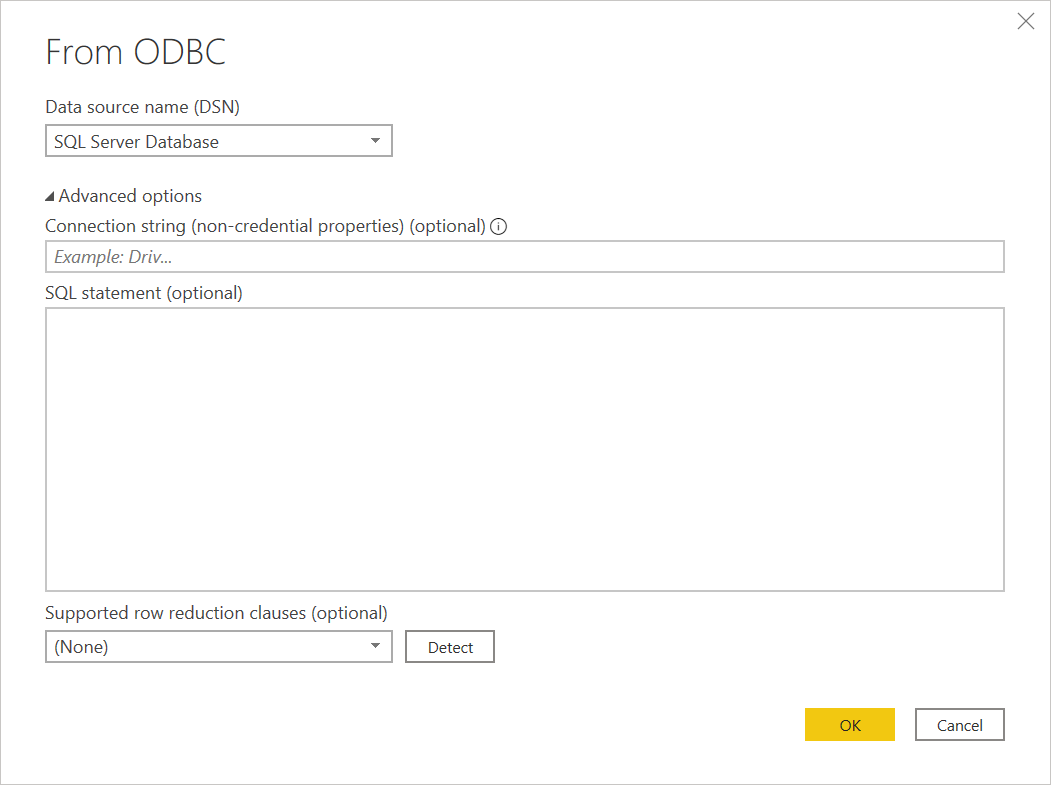 From ODBC
Data source name (DSN)
SQL Server Database
Advanced options
Connection string (non-credential properties) (optional)
Example: Driv...
SQL statement (optional)
Supported row reduction clauses (optional)
(None)
Detect
OK
Cancel